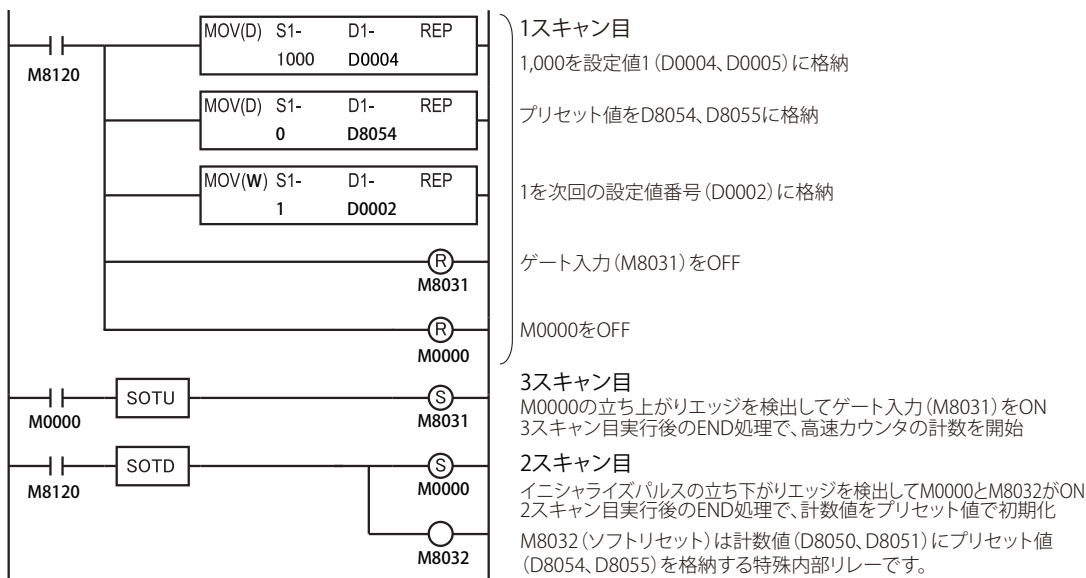 MOV(D) S1- D1- REP
1000 D0004
M8120
1スキャン目
1,000を設定値1（D0004、D0005）に格納
MOV(D) S1- D1- REP
0 D8054
プリセット値をD8054、D8055に格納
MOV(W) S1- D1- REP
1 D0002
1を次回の設定値番号（D0002）に格納
R
M8031
ゲート入力（M8031）をOFF
R
M0000
M0000をOFF
M0000
SOTU
S
M8031
3スキャン目
M0000の立ち上がりエッジを検出してゲート入力（M8031）をON
3スキャン目実行後のEND処理で、高速カウンタの計数を開始
M8120
SOTD
S
M0000
M8032
2スキャン目
イニシャライズパルスの立ち下がりエッジを検出してM0000とM8032がON
2スキャン目実行後のEND処理で、計数値をプリセット値で初期化
M8032（ソフトリセット）は計数値（D8050、D8051）にプリセット値
（D8054、D8055）を格納する特殊内部リレーです。